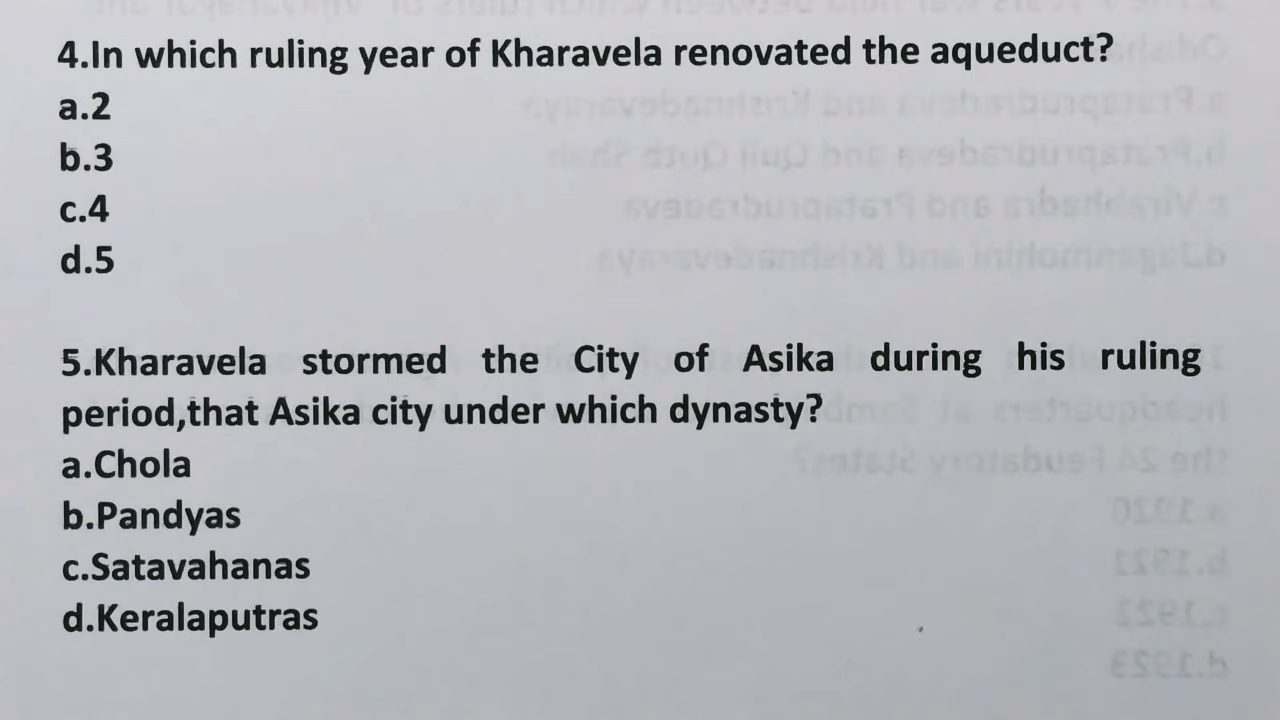 4.In which ruling year of Kharavela renovated the aqueduct?
a.2
b.3
c.4
d.5
5.Kharavela stormed the City of Asika during his ruling
period,that Asika city under which dynasty?
a.Chola
b.Pandyas
c.Satavahanas
d.Keralaputras